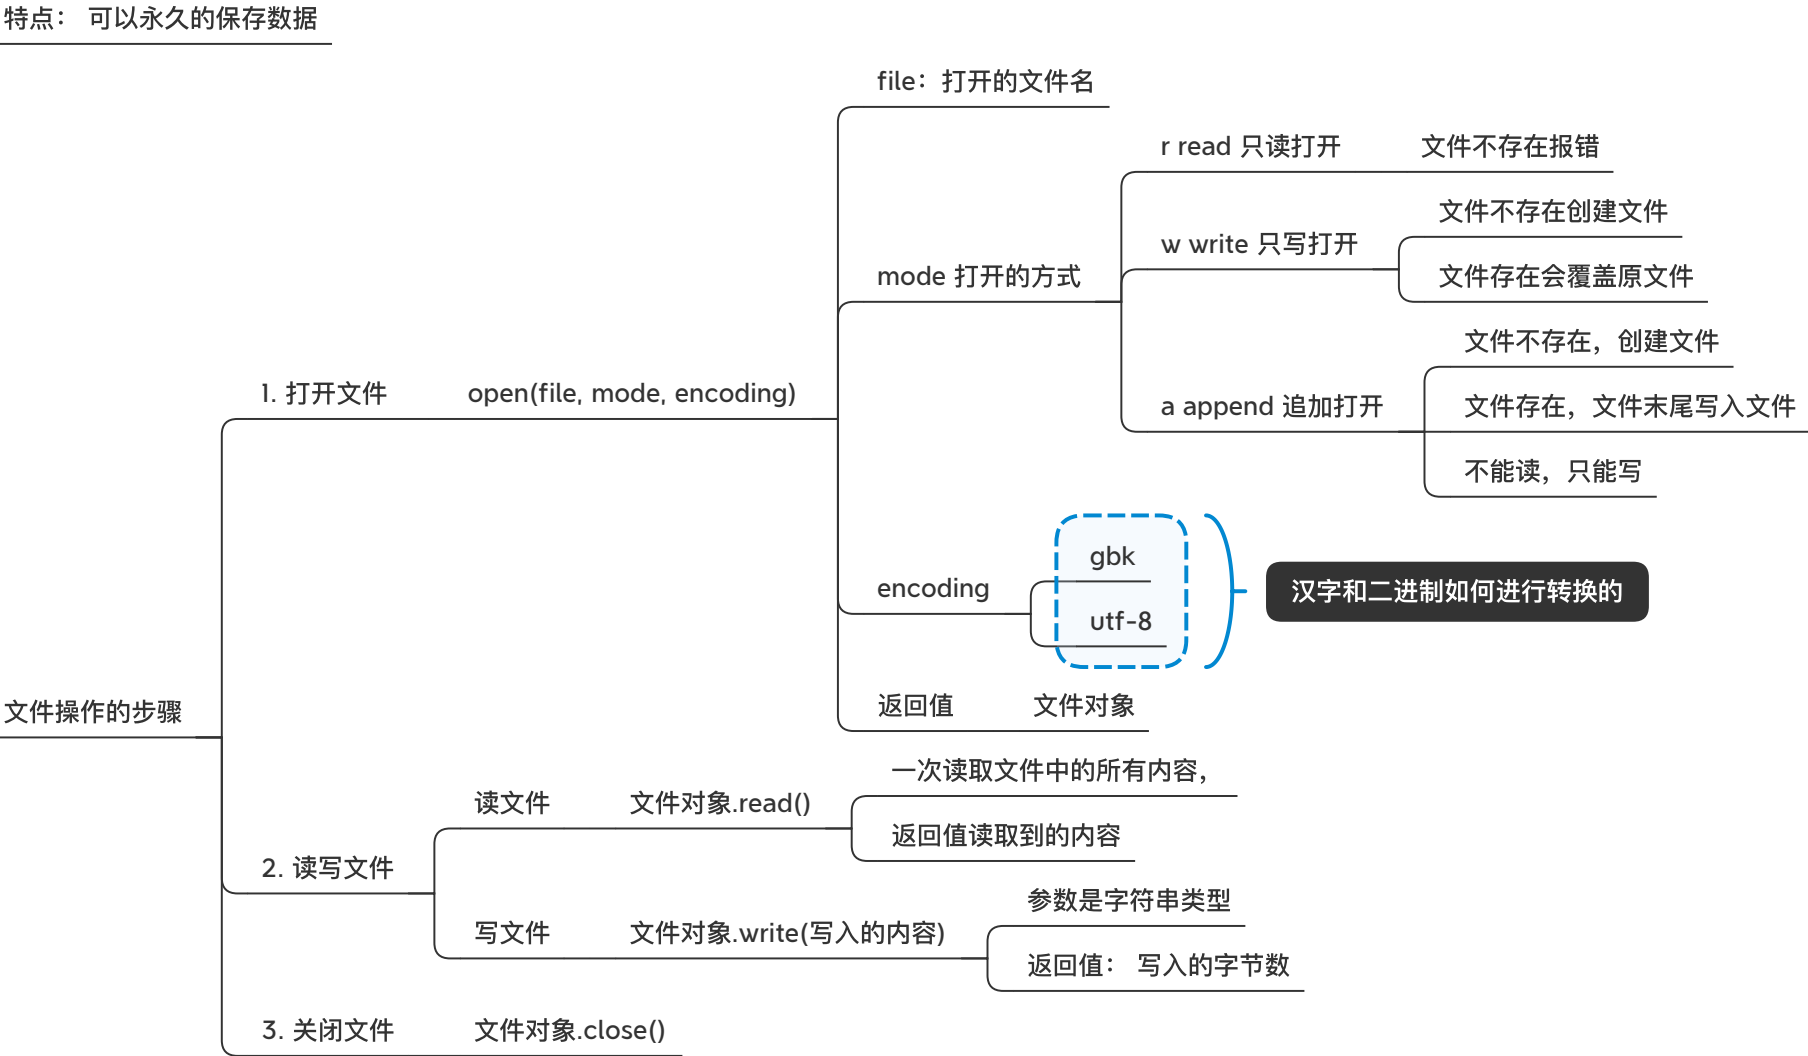 特点： 可以永久的保存数据
文件操作的步骤
1. 打开文件
open(file, mode, encoding)
file：打开的文件名
mode 打开的方式
r read 只读打开
文件不存在报错
w write 只写打开
文件不存在创建文件
文件存在会覆盖原文件
a append 追加打开
文件不存在，创建文件
文件存在，文件末尾写入文件
不能读，只能写
encoding
gbk
utf-8
汉字和二进制如何进行转换的
返回值
文件对象
2. 读写文件
读文件
文件对象.read()
一次读取文件中的所有内容，
返回值读取到的内容
写文件
文件对象.write(写入的内容)
参数是字符串类型
返回值： 写入的字节数
3. 关闭文件
文件对象.close()